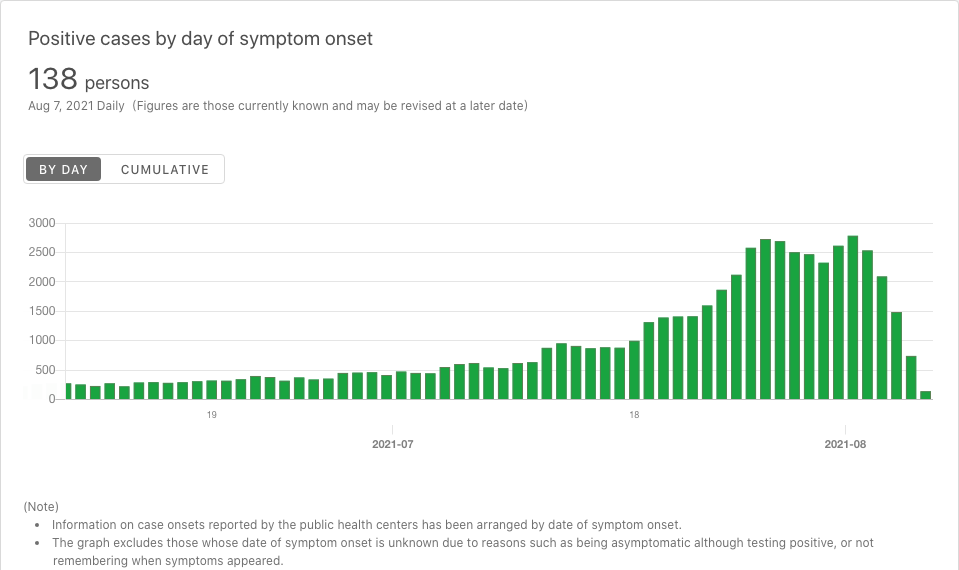 Positive cases by day of symptom onset
138 persons
Aug 7, 2021 Daily (Figures are those currently known and may be revised at a later date)
BY DAY CUMULATIVE
3000
2500
2000
1500
1000
500
0
19 18
2021-07 2021-08
(Note)
• Information on case onsets reported by the public health centers has been arranged by date of symptom onset.
• The graph excludes those whose date of symptom onset is unknown due to reasons such as being asymptomatic although testing positive, or not
remembering when symptoms appeared.